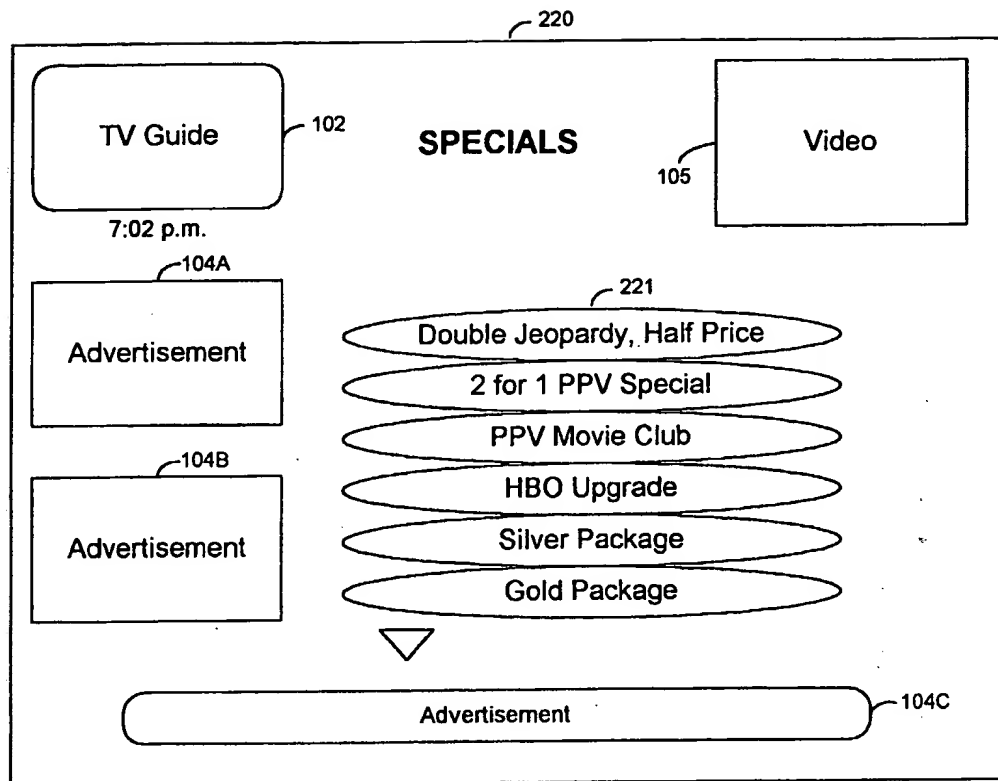 220
TV Guide
102
SPECIALS
105
Video
7:02 p.m.
104A
Advertisement
104B
Advertisement
221
Double Jeopardy, Half Price
2 for 1 PPV Special
PPV Movie Club
HBO Upgrade
Silver Package
Gold Package
Advertisement
104C